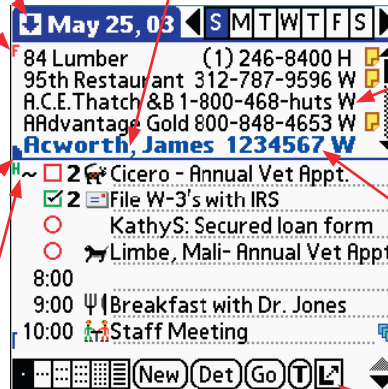 May 25, 03 S M T W T F S
F 84 Lumber (1) 246-8400 H
95th Restaurant 312-787-9596 W
A.C.E. Thatch &B 1-800-468-huts W
AAdvantage Gold 800-848-4653 W
Acworth, James 1234567 W
H ~ 2 Cicero - Annual Vet Appt.
2 File W-3's with IRS
KathyS: Secured loan form
Limbe, Mali- Annual Vet Appt
8:00
9:00 Breakfast with Dr. Jones
10:00 Staff Meeting
New Det Go T